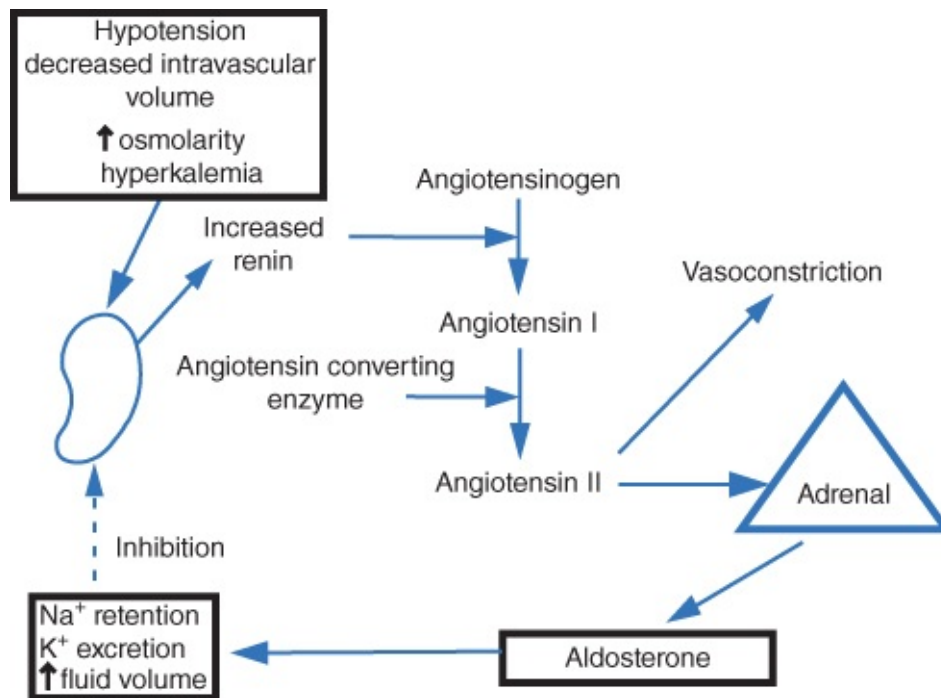 Hypotension
decreased intravascular
volume
↑ osmolarity
hyperkalemia
Angiotensinogen
Increased
renin
Vasoconstriction
Angiotensin I
Angiotensin converting
enzyme
Angiotensin II
Adrenal
Inhibition
Na⁺ retention
K⁺ excretion
↑ fluid volume
Aldosterone